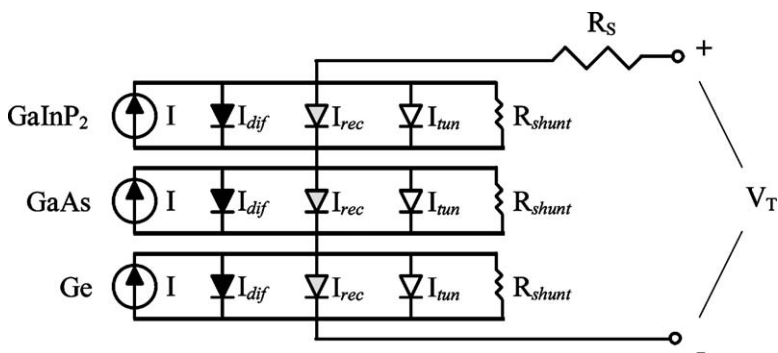 R_S
+
GaInP₂ I I_dif I_rec I_tun R_shunt
GaAs I I_dif I_rec I_tun R_shunt
V_T
Ge I I_dif I_rec I_tun R_shunt
-